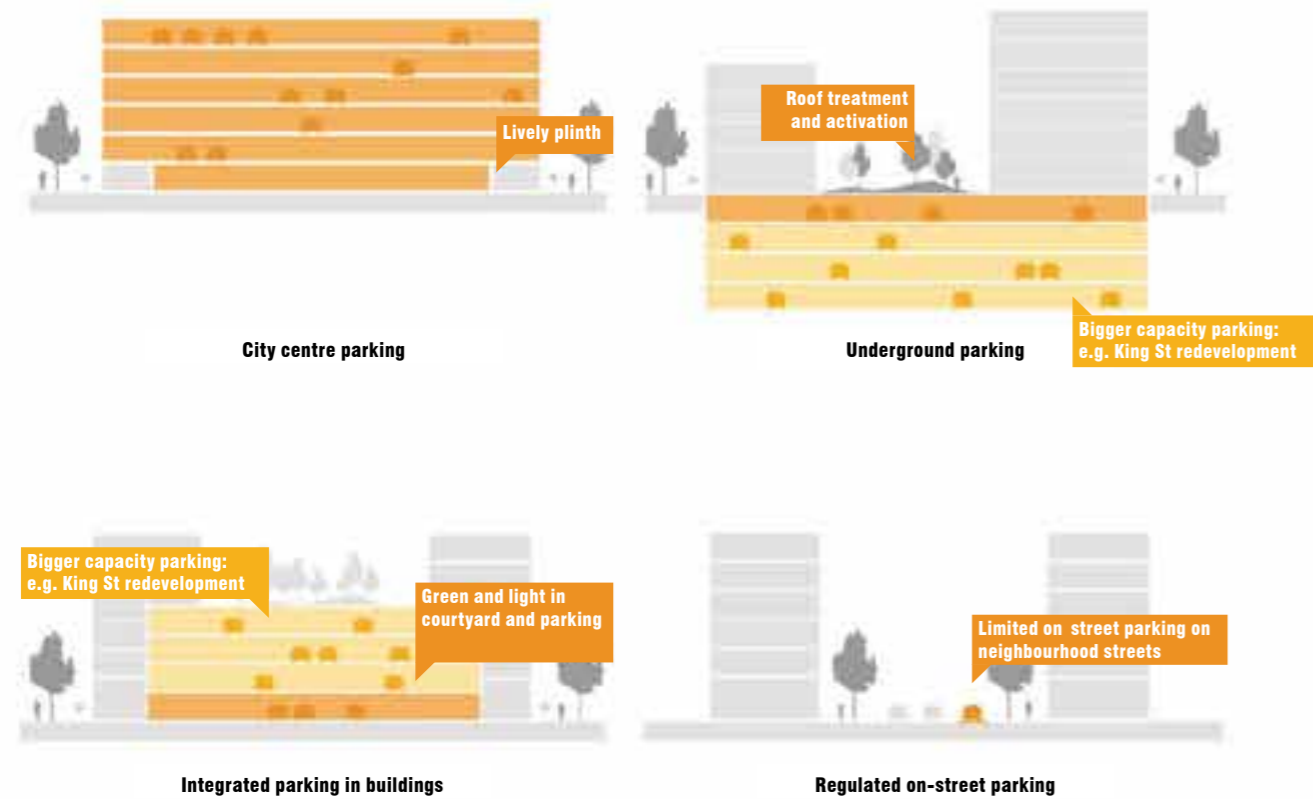 Lively plinth
City centre parking
Roof treatment
and activation
Bigger capacity parking:
e.g. King St redevelopment
Underground parking
Bigger capacity parking:
e.g. King St redevelopment
Green and light in
courtyard and parking
Integrated parking in buildings
Limited on street parking on
neighbourhood streets
Regulated on-street parking